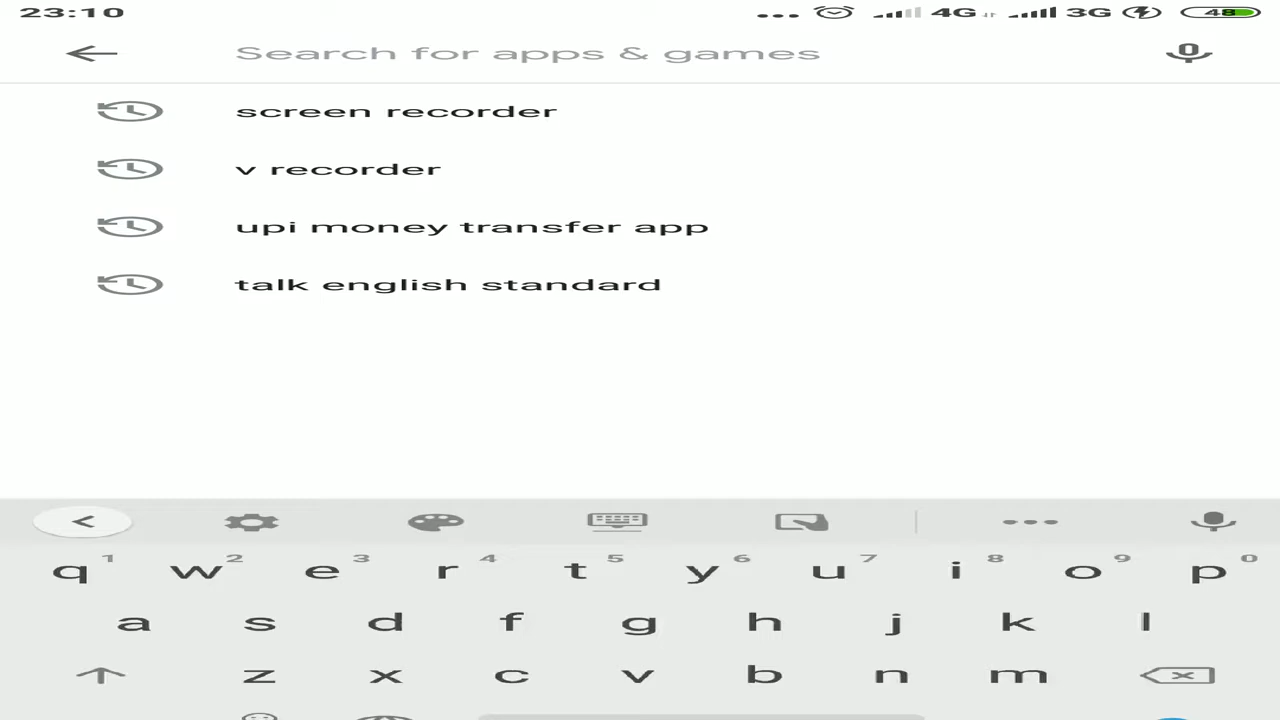 23:10 4G 3G 48
Search for apps & games
screen recorder
v recorder
upi money transfer app
talk english standard
q 1 w 2 e 3 r 4 t 5 y 6 u 7 i 8 o 9 p 0
a s d f g h j k l
z x c v b n m